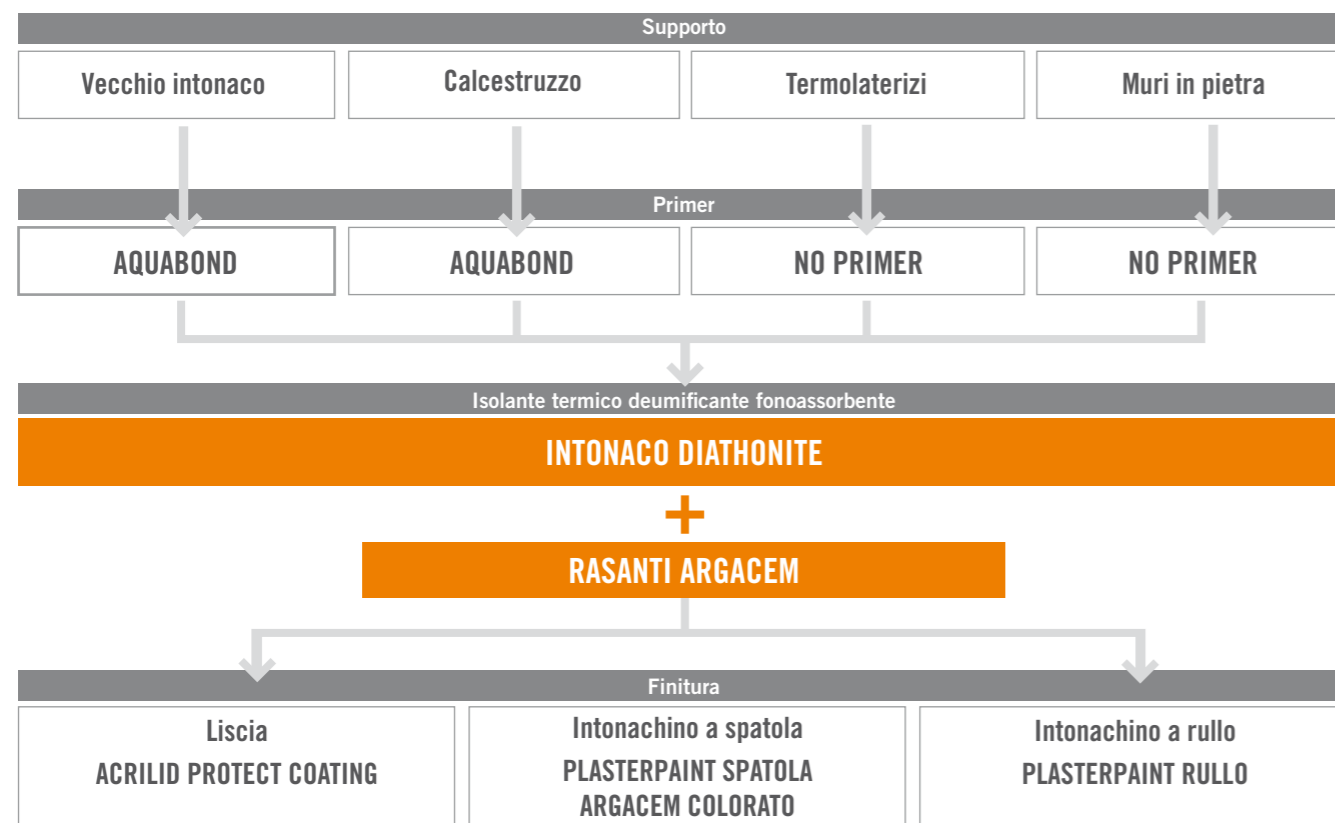 Supporto
Vecchio intonaco
Calcestruzzo
Termolaterizi
Muri in pietra
Primer
AQUABOND
AQUABOND
NO PRIMER
NO PRIMER
Isolante termico deumificante fonoassorbente
INTONACO DIATHONITE
+
RASANTI ARGACEM
Finitura
Liscia
ACRILID PROTECT COATING
Intonachino a spatola
PLASTERPAINT SPATOLA
ARGACEM COLORATO
Intonachino a rullo
PLASTERPAINT RULLO